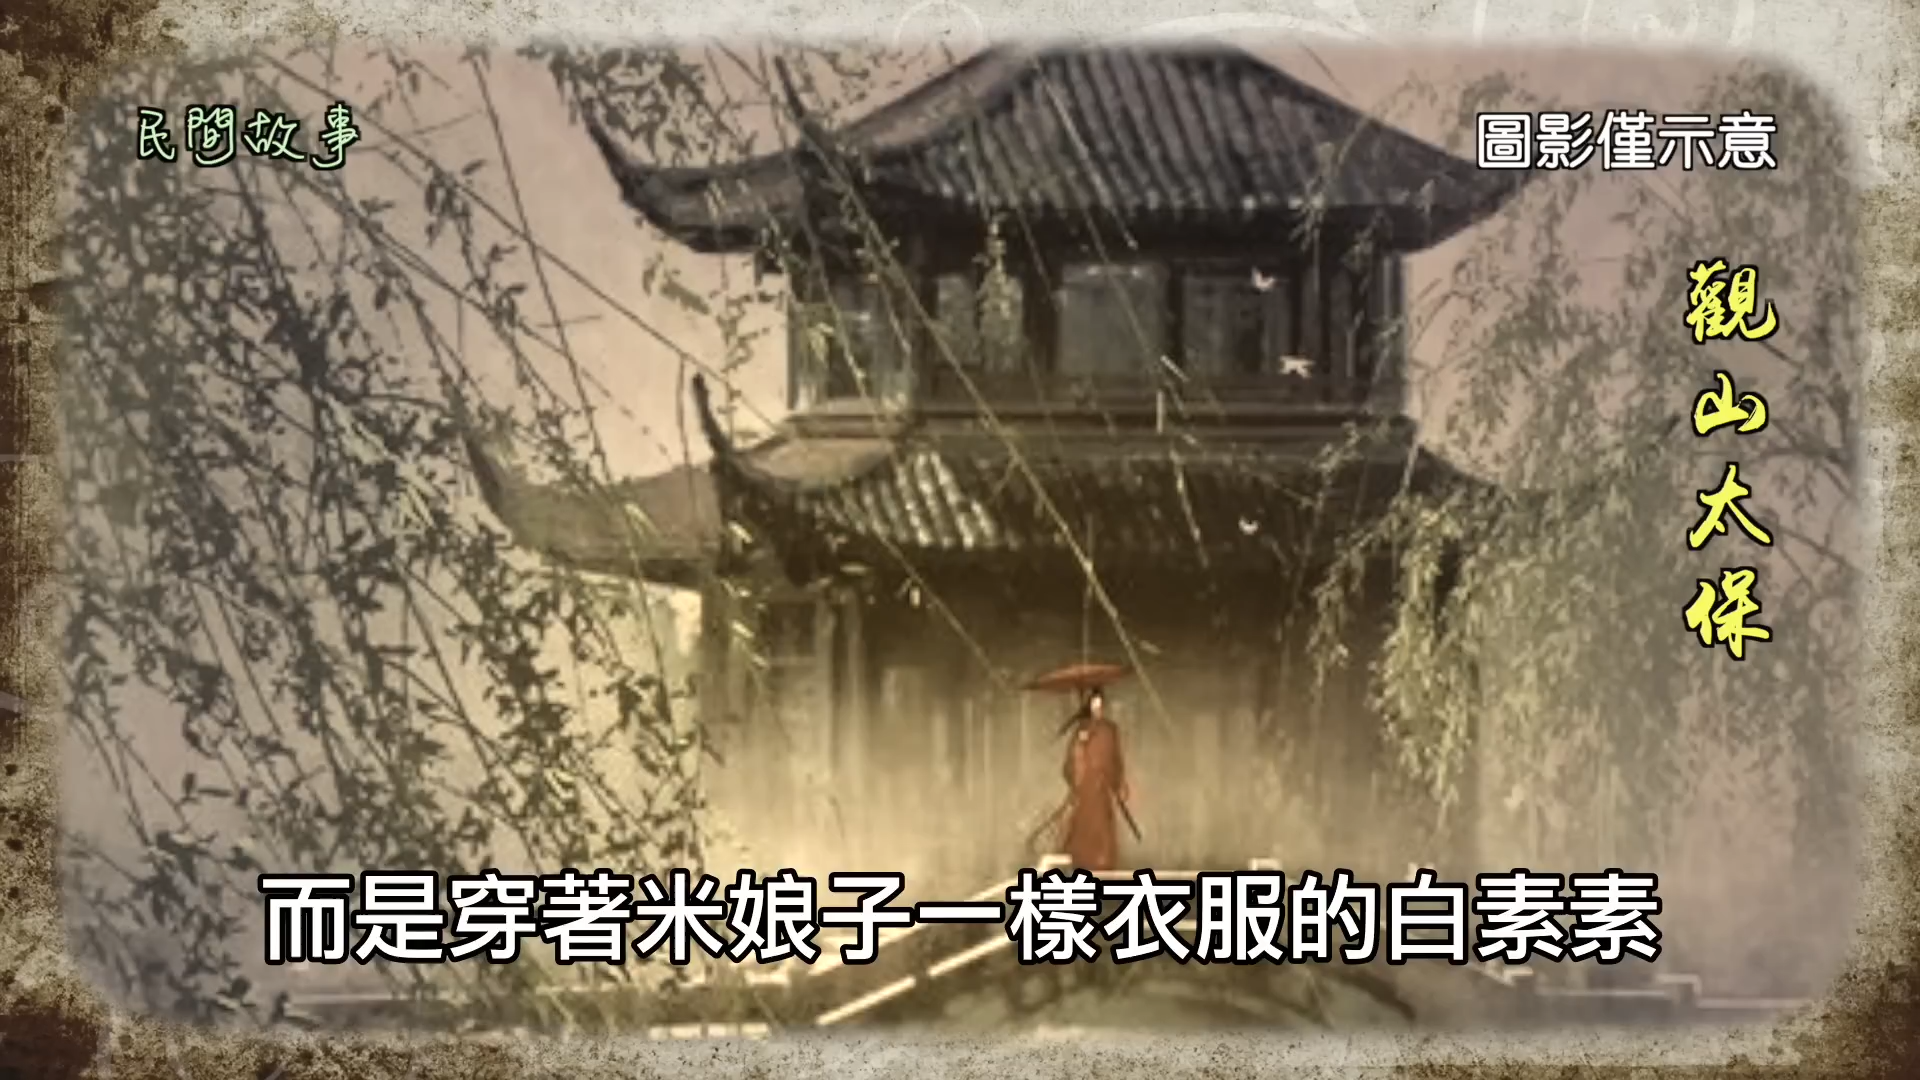 民間故事
圖影僅示意
觀山太保
而是穿著米娘子一樣衣服的白素素